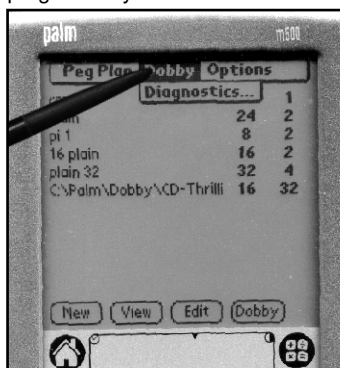 palm m500
Peg Plan Dobby Options
Diagnostics...
1
24 2
pi 1 8 2
16 plain 16 2
plain 32 32 4
C:\Palm\Dobby\CD-Thrilli 16 32
New View Edit Dobby